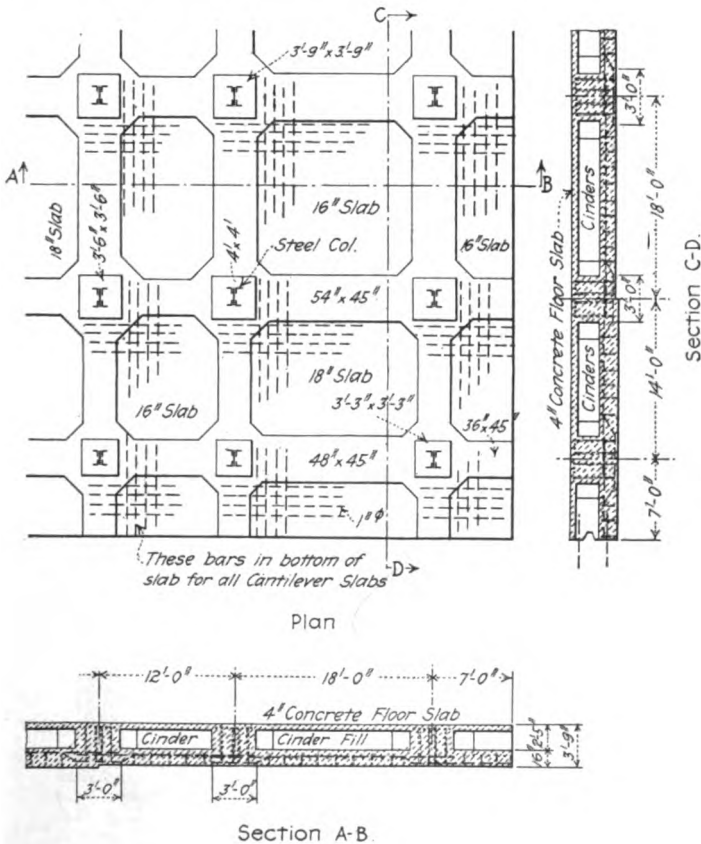 C
3'-9" x 3'-9"
A
B
18" Slab
3'-6" x 3'-6"
16" Slab
16" Slab
4' x 4'
Steel Col.
54" x 45"
18" Slab
16" Slab
3'-3" x 3'-3"
36" x 45"
48" x 45"
1" ϕ
D
These bars in bottom of
slab for all Cantilever Slabs
Plan
4" Concrete Floor Slab
Cinders
Cinders
3'-0"
18'-0"
3'-0"
14'-0"
7'-0"
Section C-D.
12'-0"
18'-0"
7'-0"
4" Concrete Floor Slab
Cinder
Cinder Fill
16"
2'-5"
3'-9"
3'-0"
3'-0"
Section A-B.